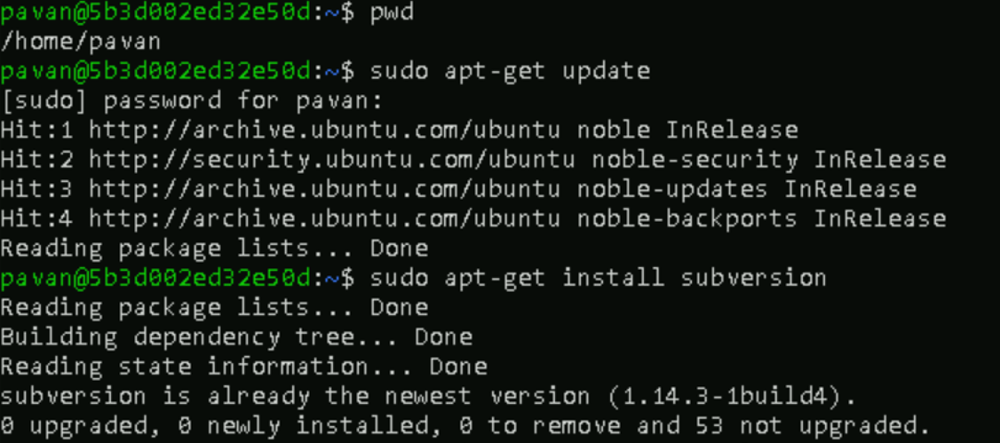 pavan@5b3d002ed32e50d:~$ pwd
/home/pavan
pavan@5b3d002ed32e50d:~$ sudo apt-get update
[sudo] password for pavan:
Hit:1 http://archive.ubuntu.com/ubuntu noble InRelease
Hit:2 http://security.ubuntu.com/ubuntu noble-security InRelease
Hit:3 http://archive.ubuntu.com/ubuntu noble-updates InRelease
Hit:4 http://archive.ubuntu.com/ubuntu noble-backports InRelease
Reading package lists... Done
pavan@5b3d002ed32e50d:~$ sudo apt-get install subversion
Reading package lists... Done
Building dependency tree... Done
Reading state information... Done
subversion is already the newest version (1.14.3-1build4).
0 upgraded, 0 newly installed, 0 to remove and 53 not upgraded.